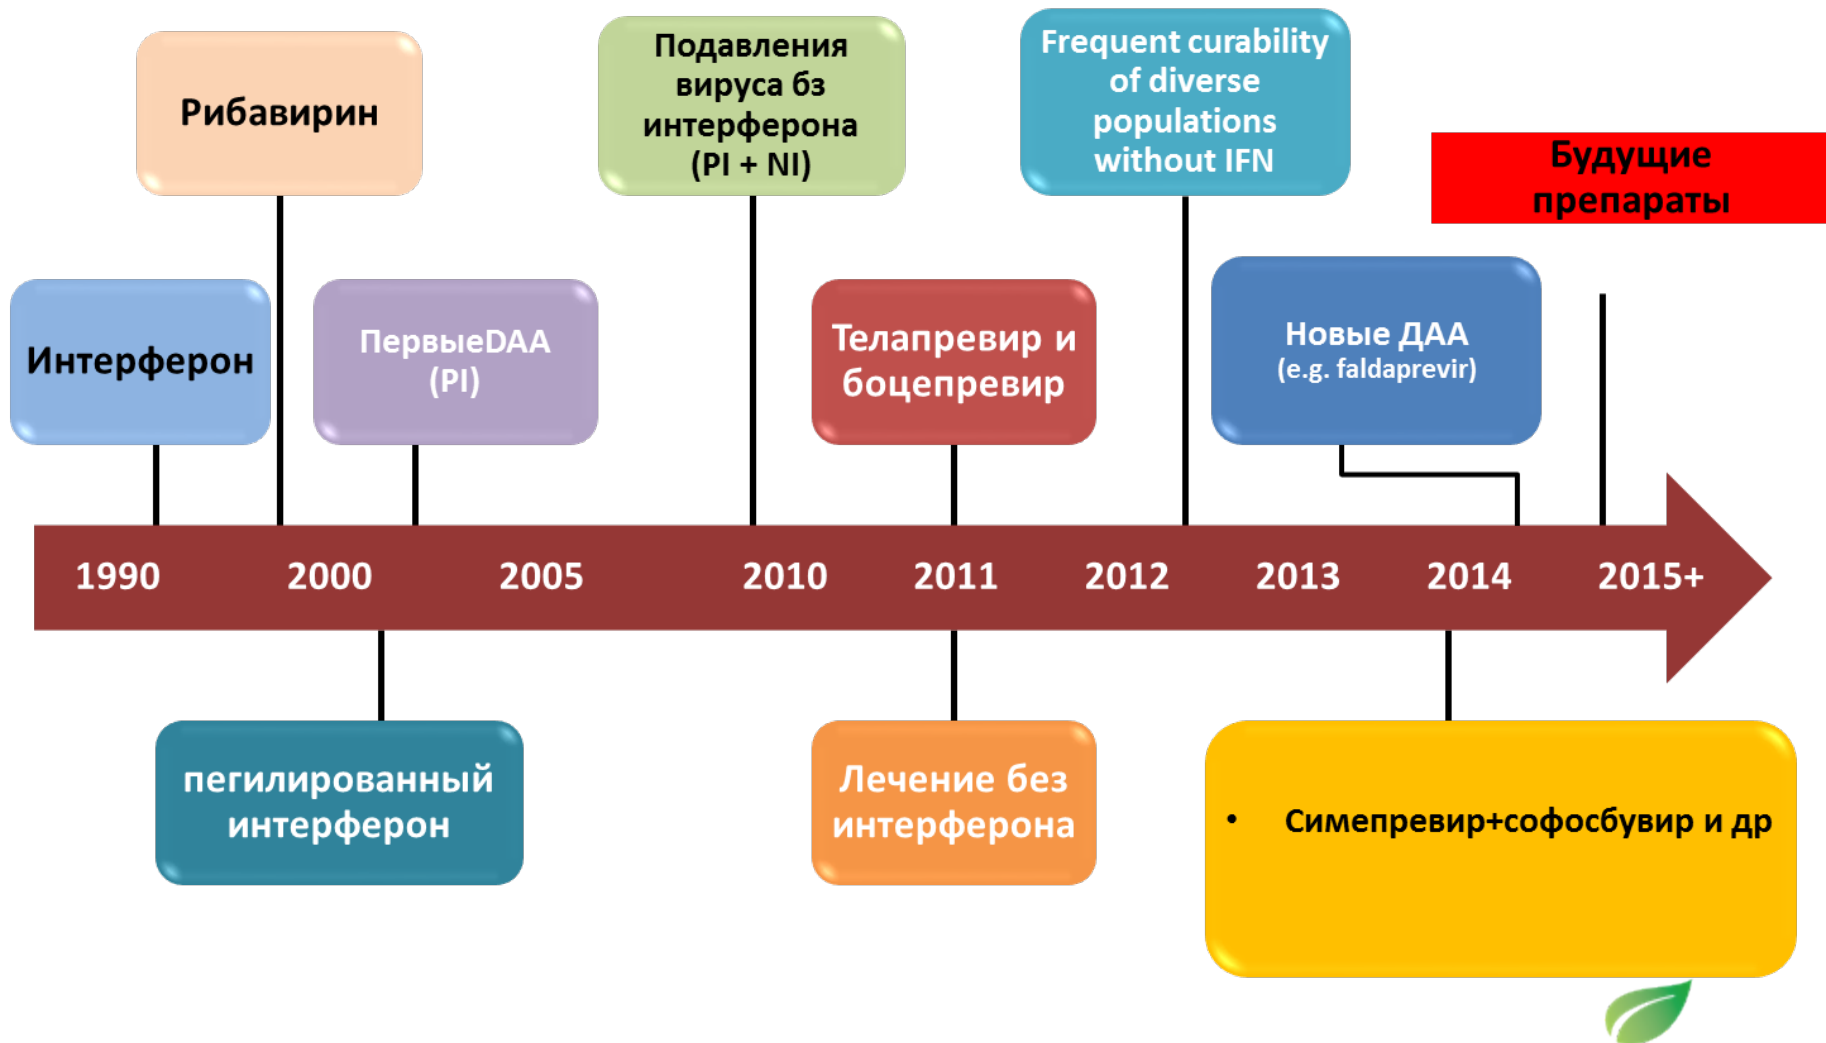 Рибавирин
Подавления
вируса бз
интерферона
(PI + NI)
Frequent curability
of diverse
populations
without IFN
Будущие
препараты
Интерферон
ПервыеDAA
(PI)
Телапревир и
боцепревир
Новые ДАА
(e.g. faldaprevir)
1990 2000 2005 2010 2011 2012 2013 2014 2015+
пегилированный
интерферон
Лечение без
интерферона
• Симепревир+софосбувир и др